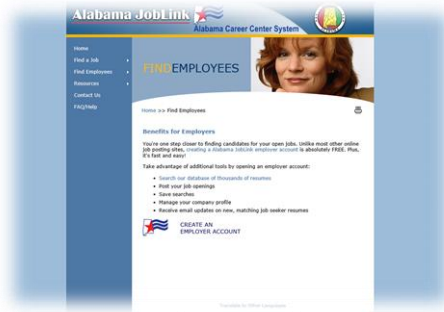 Alabama JobLink
Alabama Career Center System
Home
Find a Job
Find Employees
Resources
Contact Us
FAQ/Help
FINDEMPLOYEES
Home >> Find Employees
Benefits for Employers
You're one step closer to finding candidates for your open jobs. Unlike most other online
job posting sites, creating a Alabama JobLink employer account is absolutely FREE. Plus,
it's fast and easy!
Take advantage of additional tools by opening an employer account:
• Search our database of thousands of resumes
• Post your job openings
• Save searches
• Manage your company profile
• Receive email updates on new, matching job seeker resumes
CREATE AN
EMPLOYER ACCOUNT